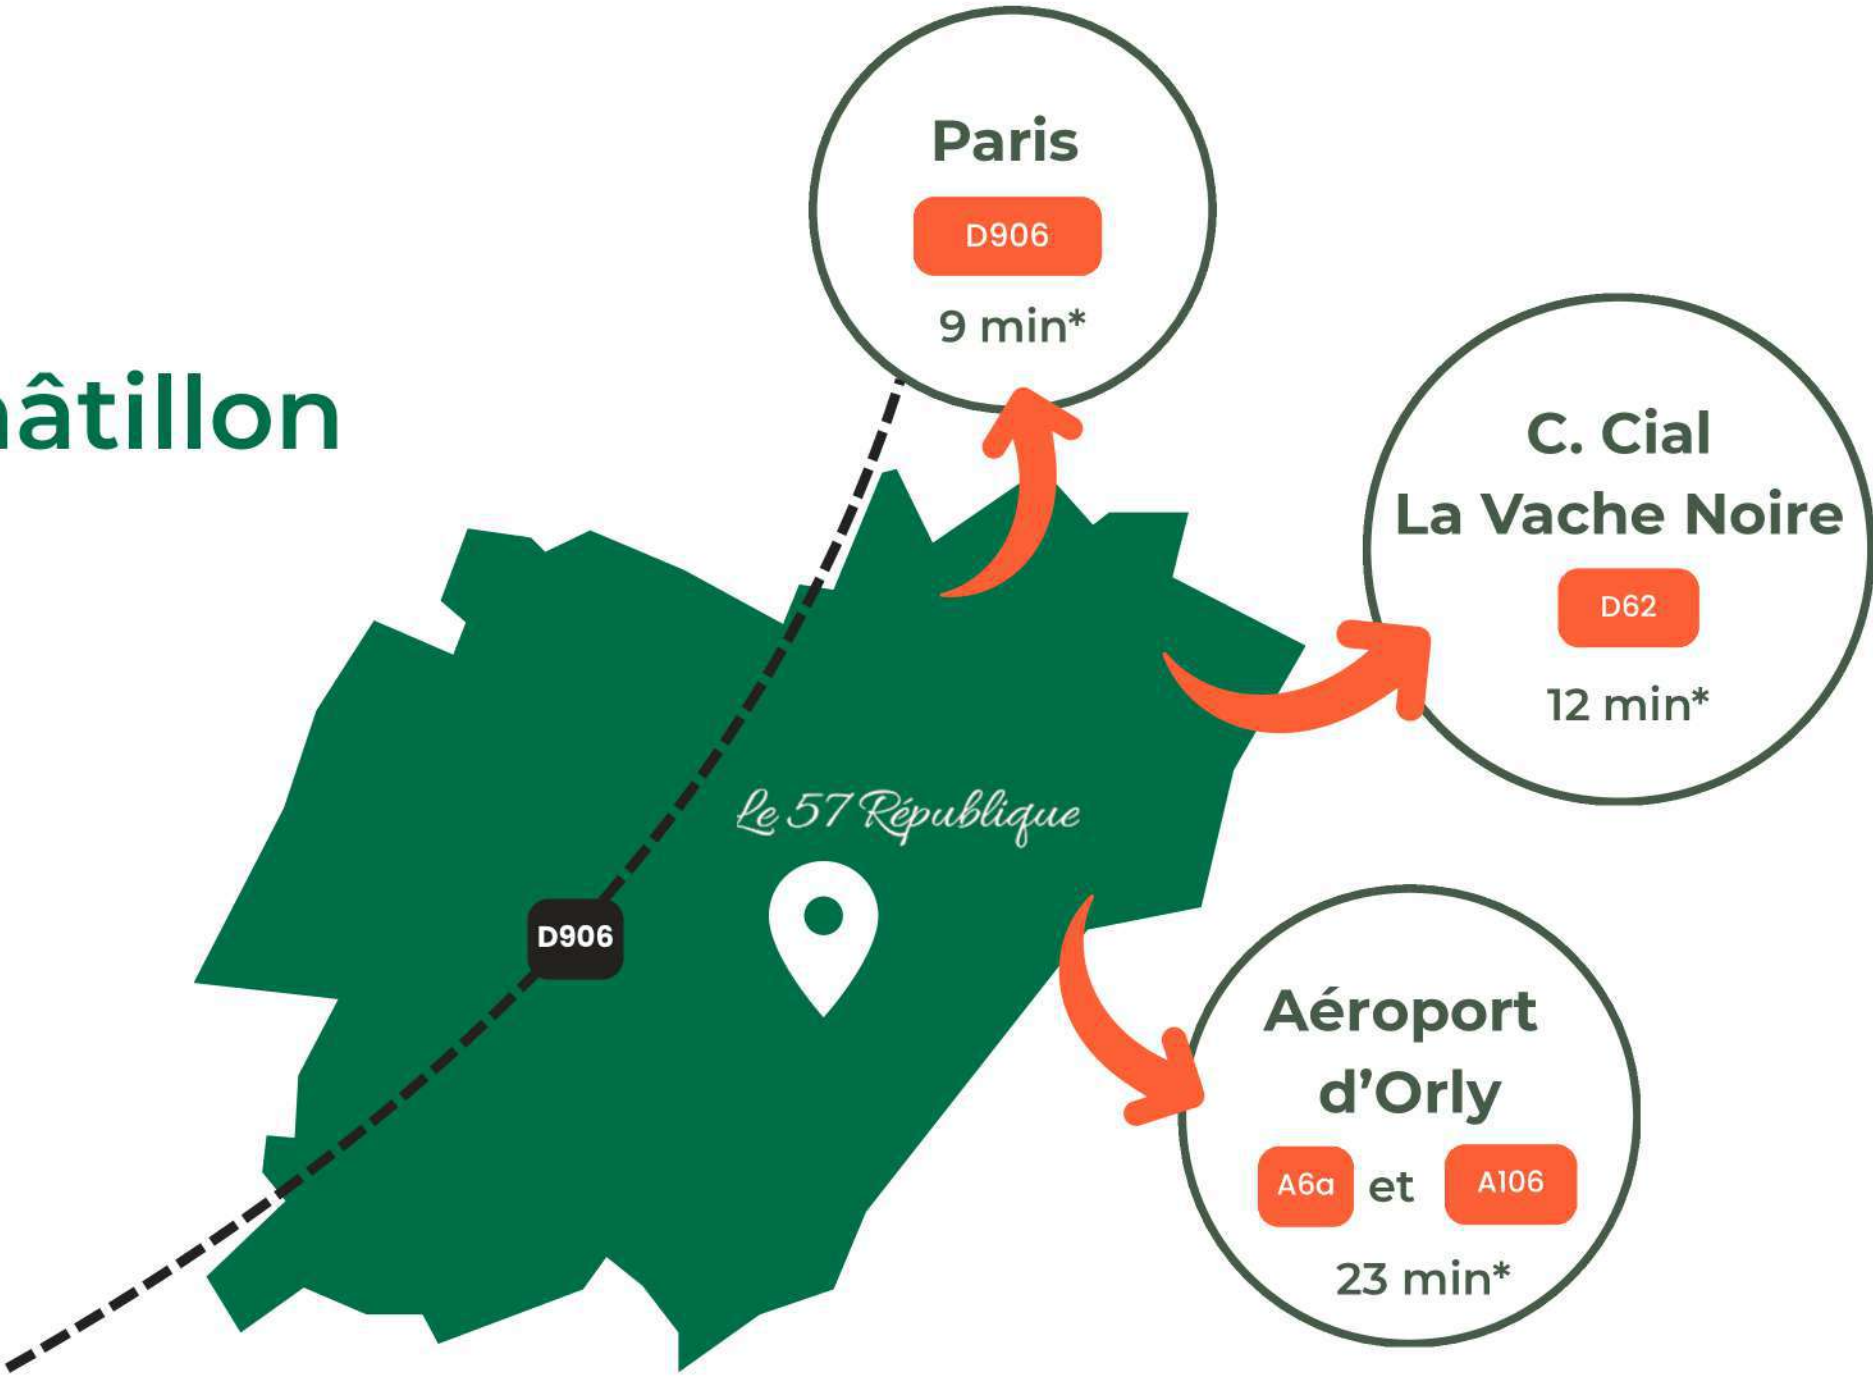 Paris
D906
9 min*
âtillon
C. Cial
La Vache Noire
D62
12 min*
Le 57 République
D906
Aéroport
d'Orly
A6a et A106
23 min*